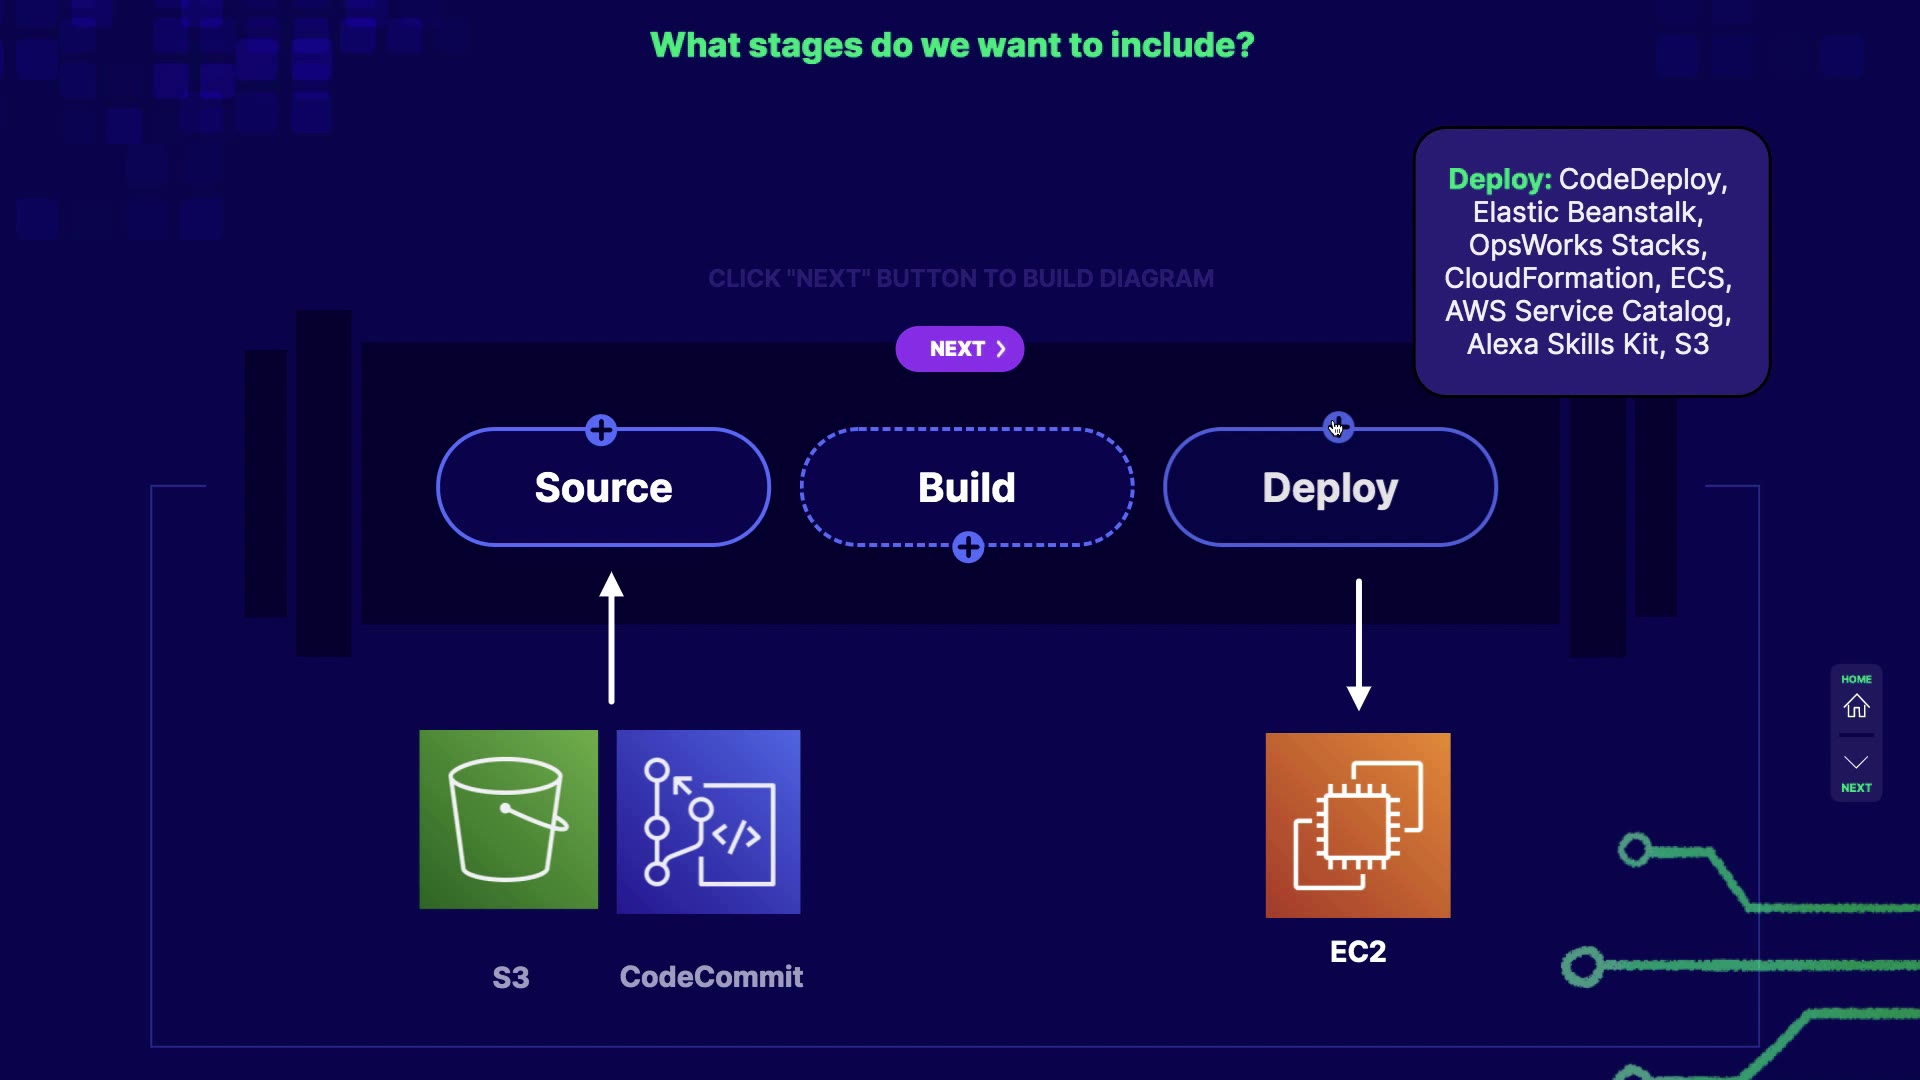 What stages do we want to include?
Deploy: CodeDeploy,
Elastic Beanstalk,
OpsWorks Stacks,
CloudFormation, ECS,
AWS Service Catalog,
Alexa Skills Kit, S3
CLICK "NEXT" BUTTON TO BUILD DIAGRAM
NEXT
Source
Build
Deploy
HOME
NEXT
S3
CodeCommit
EC2